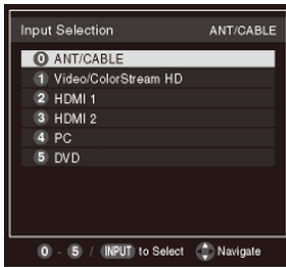 Input Selection ANT/CABLE
0 ANT/CABLE
1 Video/ColorStream HD
2 HDMI 1
3 HDMI 2
4 PC
5 DVD
0 - 5 / INPUT to Select Navigate